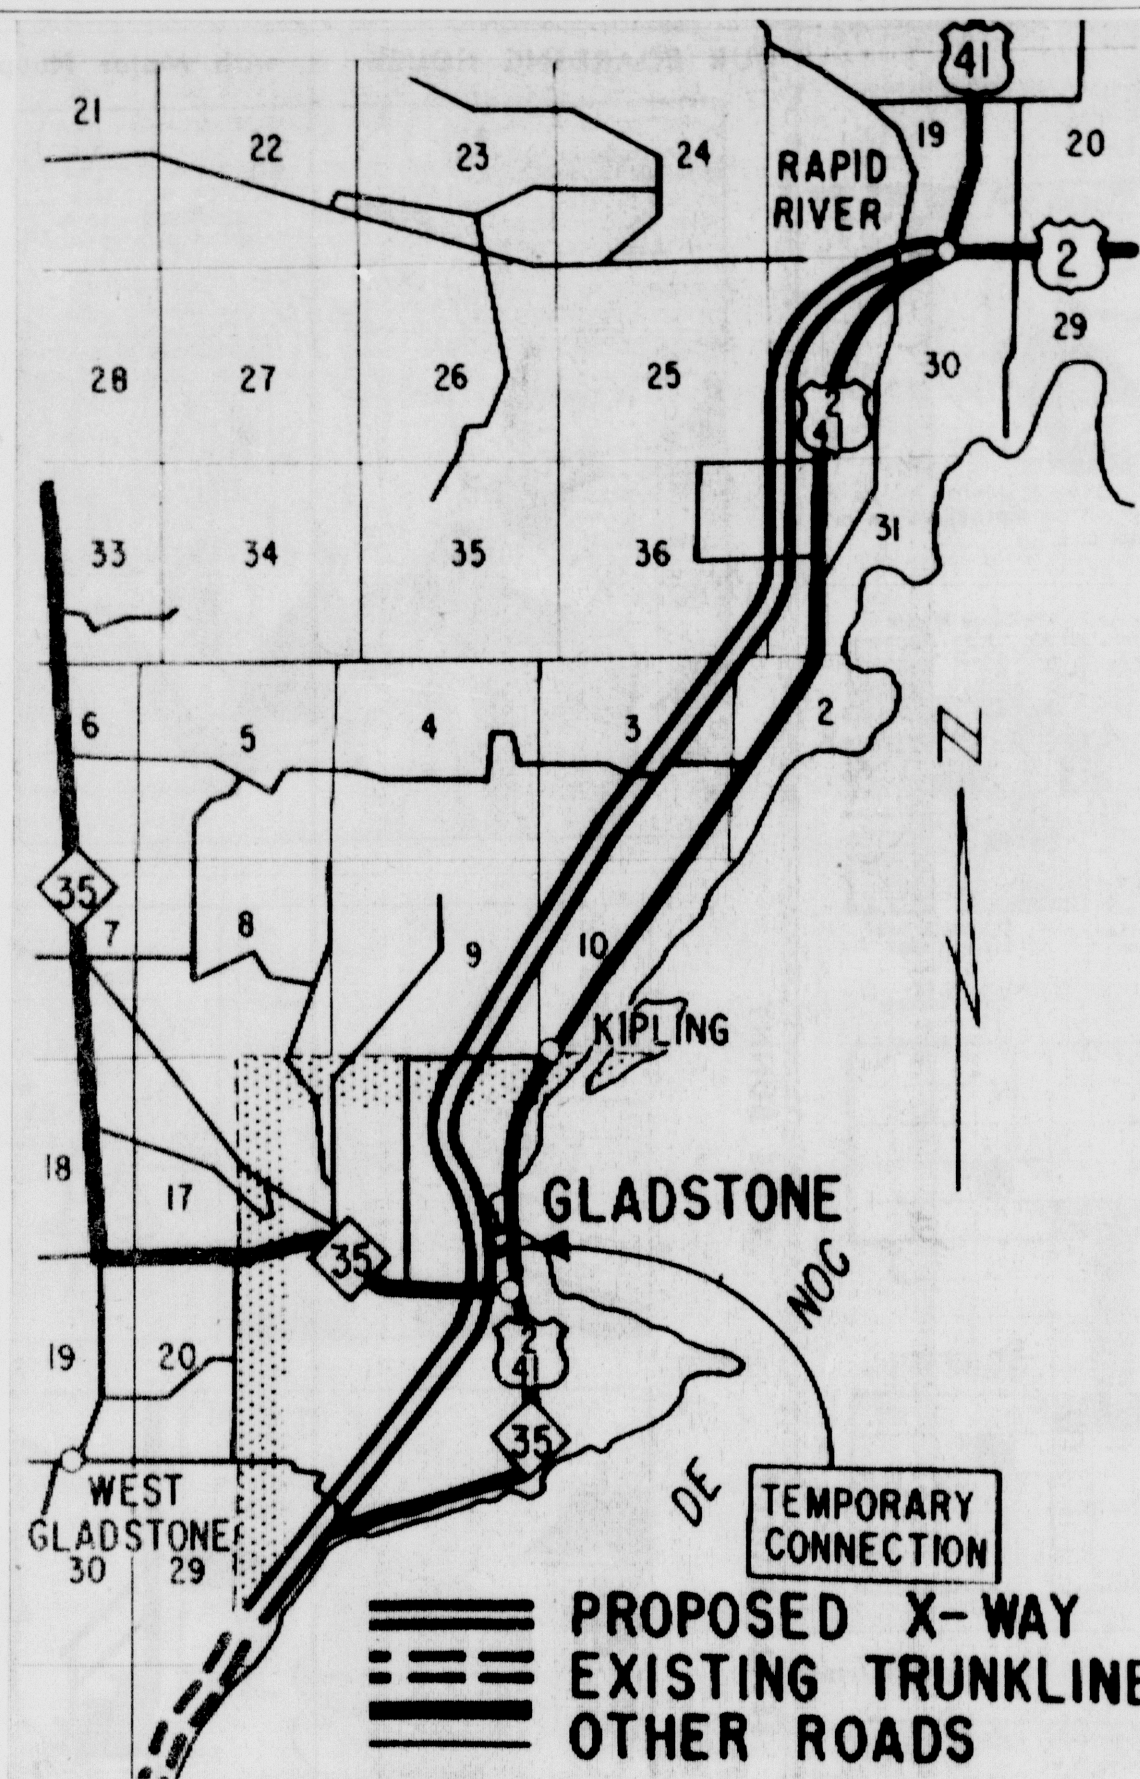 41
21
22
23
24
19
20
RAPID
RIVER
2
29
28
27
26
25
30
2
41
33
34
35
36
31
6
5
4
3
2
35
7
8
9
10
KIPLING
18
17
GLADSTONE
35
NOC
19
20
2
41
35
DE
WEST
GLADSTONE
30
29
TEMPORARY
CONNECTION
PROPOSED X-WAY
EXISTING TRUNKLINE
OTHER ROADS
N